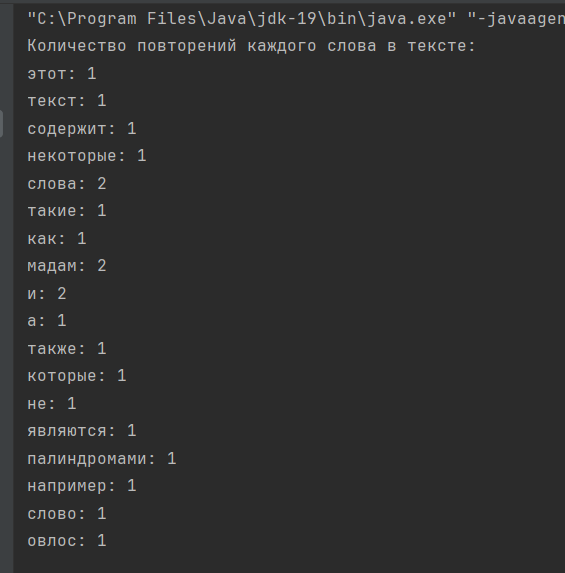 "C:\Program Files\Java\jdk-19\bin\java.exe" "-javaagen
Количество повторений каждого слова в тексте:
этот: 1
текст: 1
содержит: 1
некоторые: 1
слова: 2
такие: 1
как: 1
мадам: 2
и: 2
а: 1
также: 1
которые: 1
не: 1
являются: 1
палиндромами: 1
например: 1
слово: 1
овлос: 1